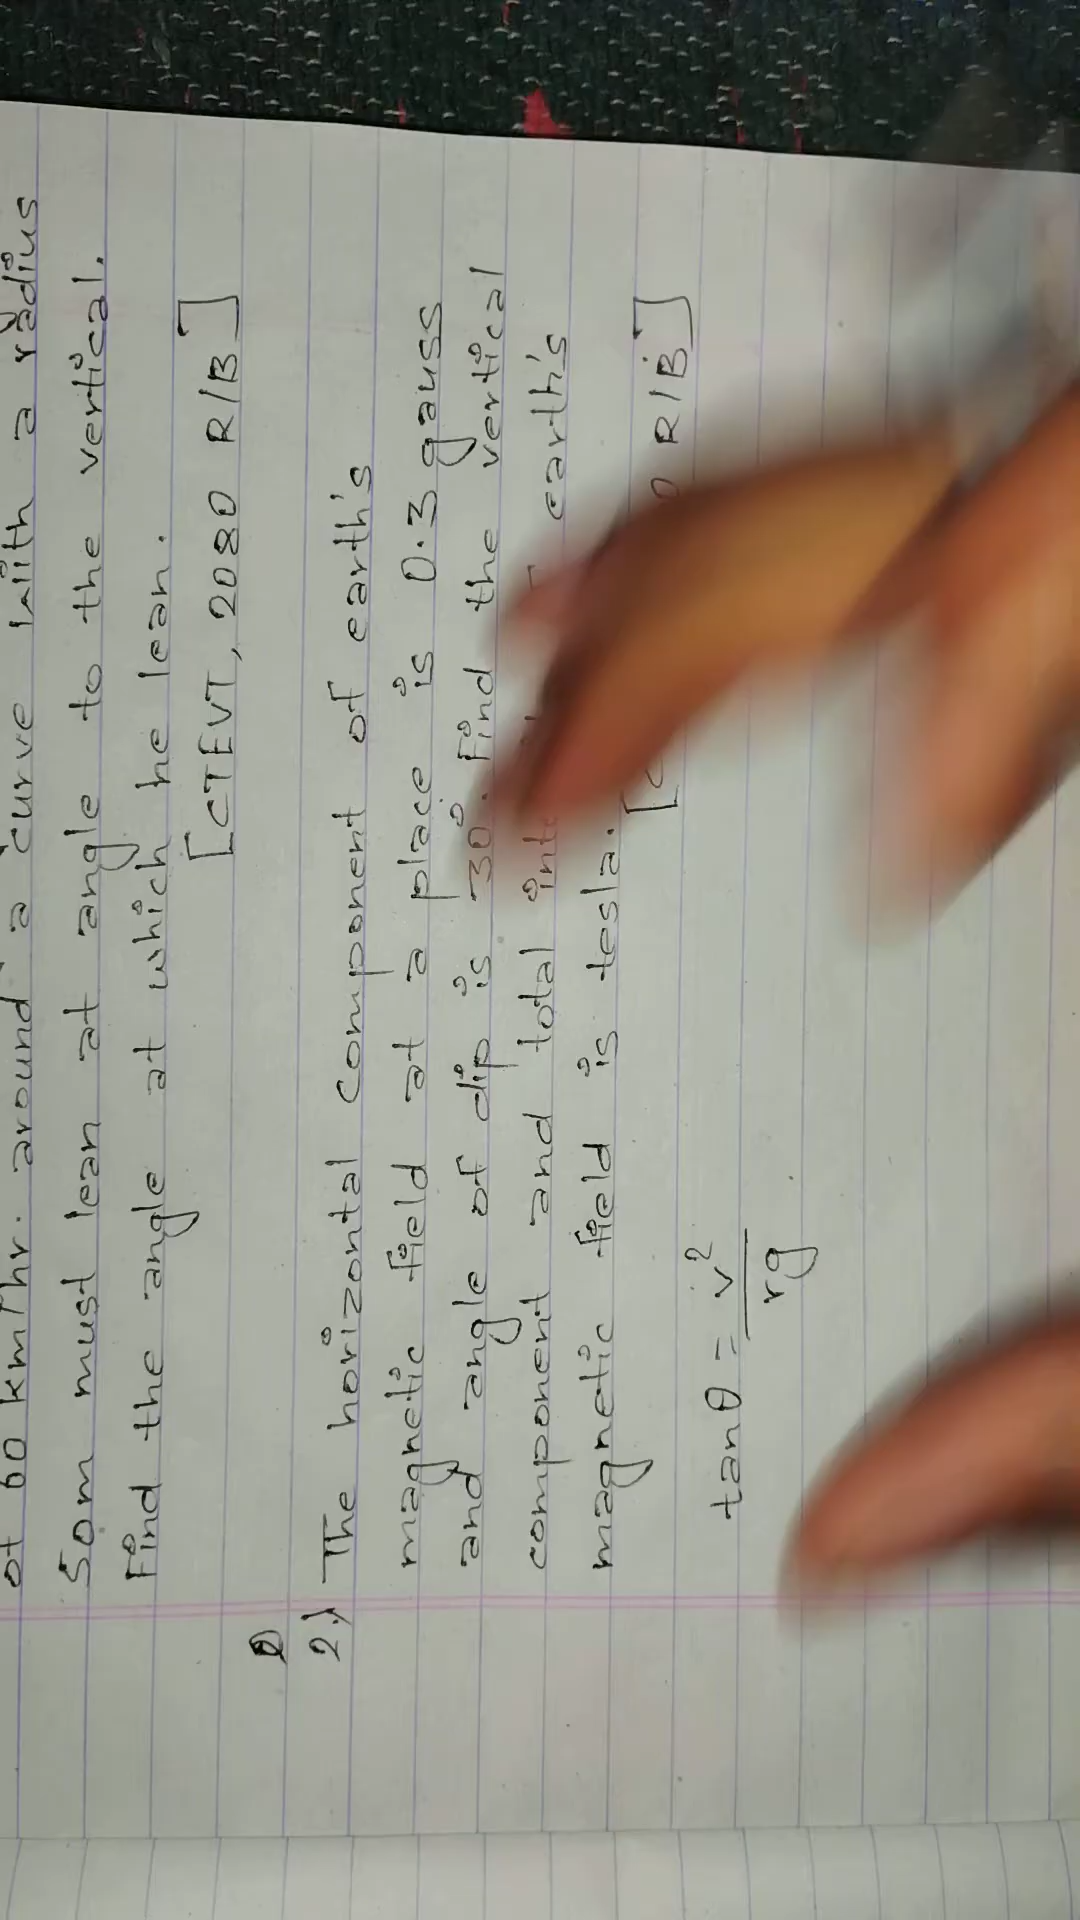 of 60 km/hr. around a curve with a radius
50m must lean at angle to the vertical.
Find the angle at which he lean.
[CTEVT, 2080 R/B]
2.) The horizontal component of earth's
magnetic field at a place is 0.3 gauss
and angle of dip is 30°. Find the vertical
component and total earth's
magnetic field is tesla.
R/B]
tanθ = v²
rg